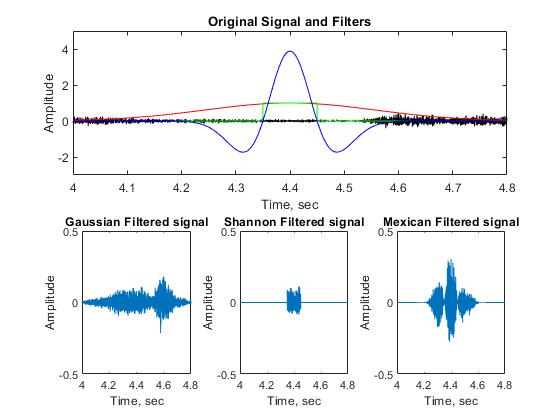 Original Signal and Filters
Amplitude
4
2
0
-2
4
4.1
4.2
4.3
4.4
4.5
4.6
4.7
4.8
Time, sec
Gaussian Filtered signal
Amplitude
0.5
0
-0.5
4 4.2 4.4 4.6 4.8
Time, sec
Shannon Filtered signal
Amplitude
0.5
0
-0.5
4 4.2 4.4 4.6 4.8
Time, sec
Mexican Filtered signal
Amplitude
0.5
0
-0.5
4 4.2 4.4 4.6 4.8
Time, sec